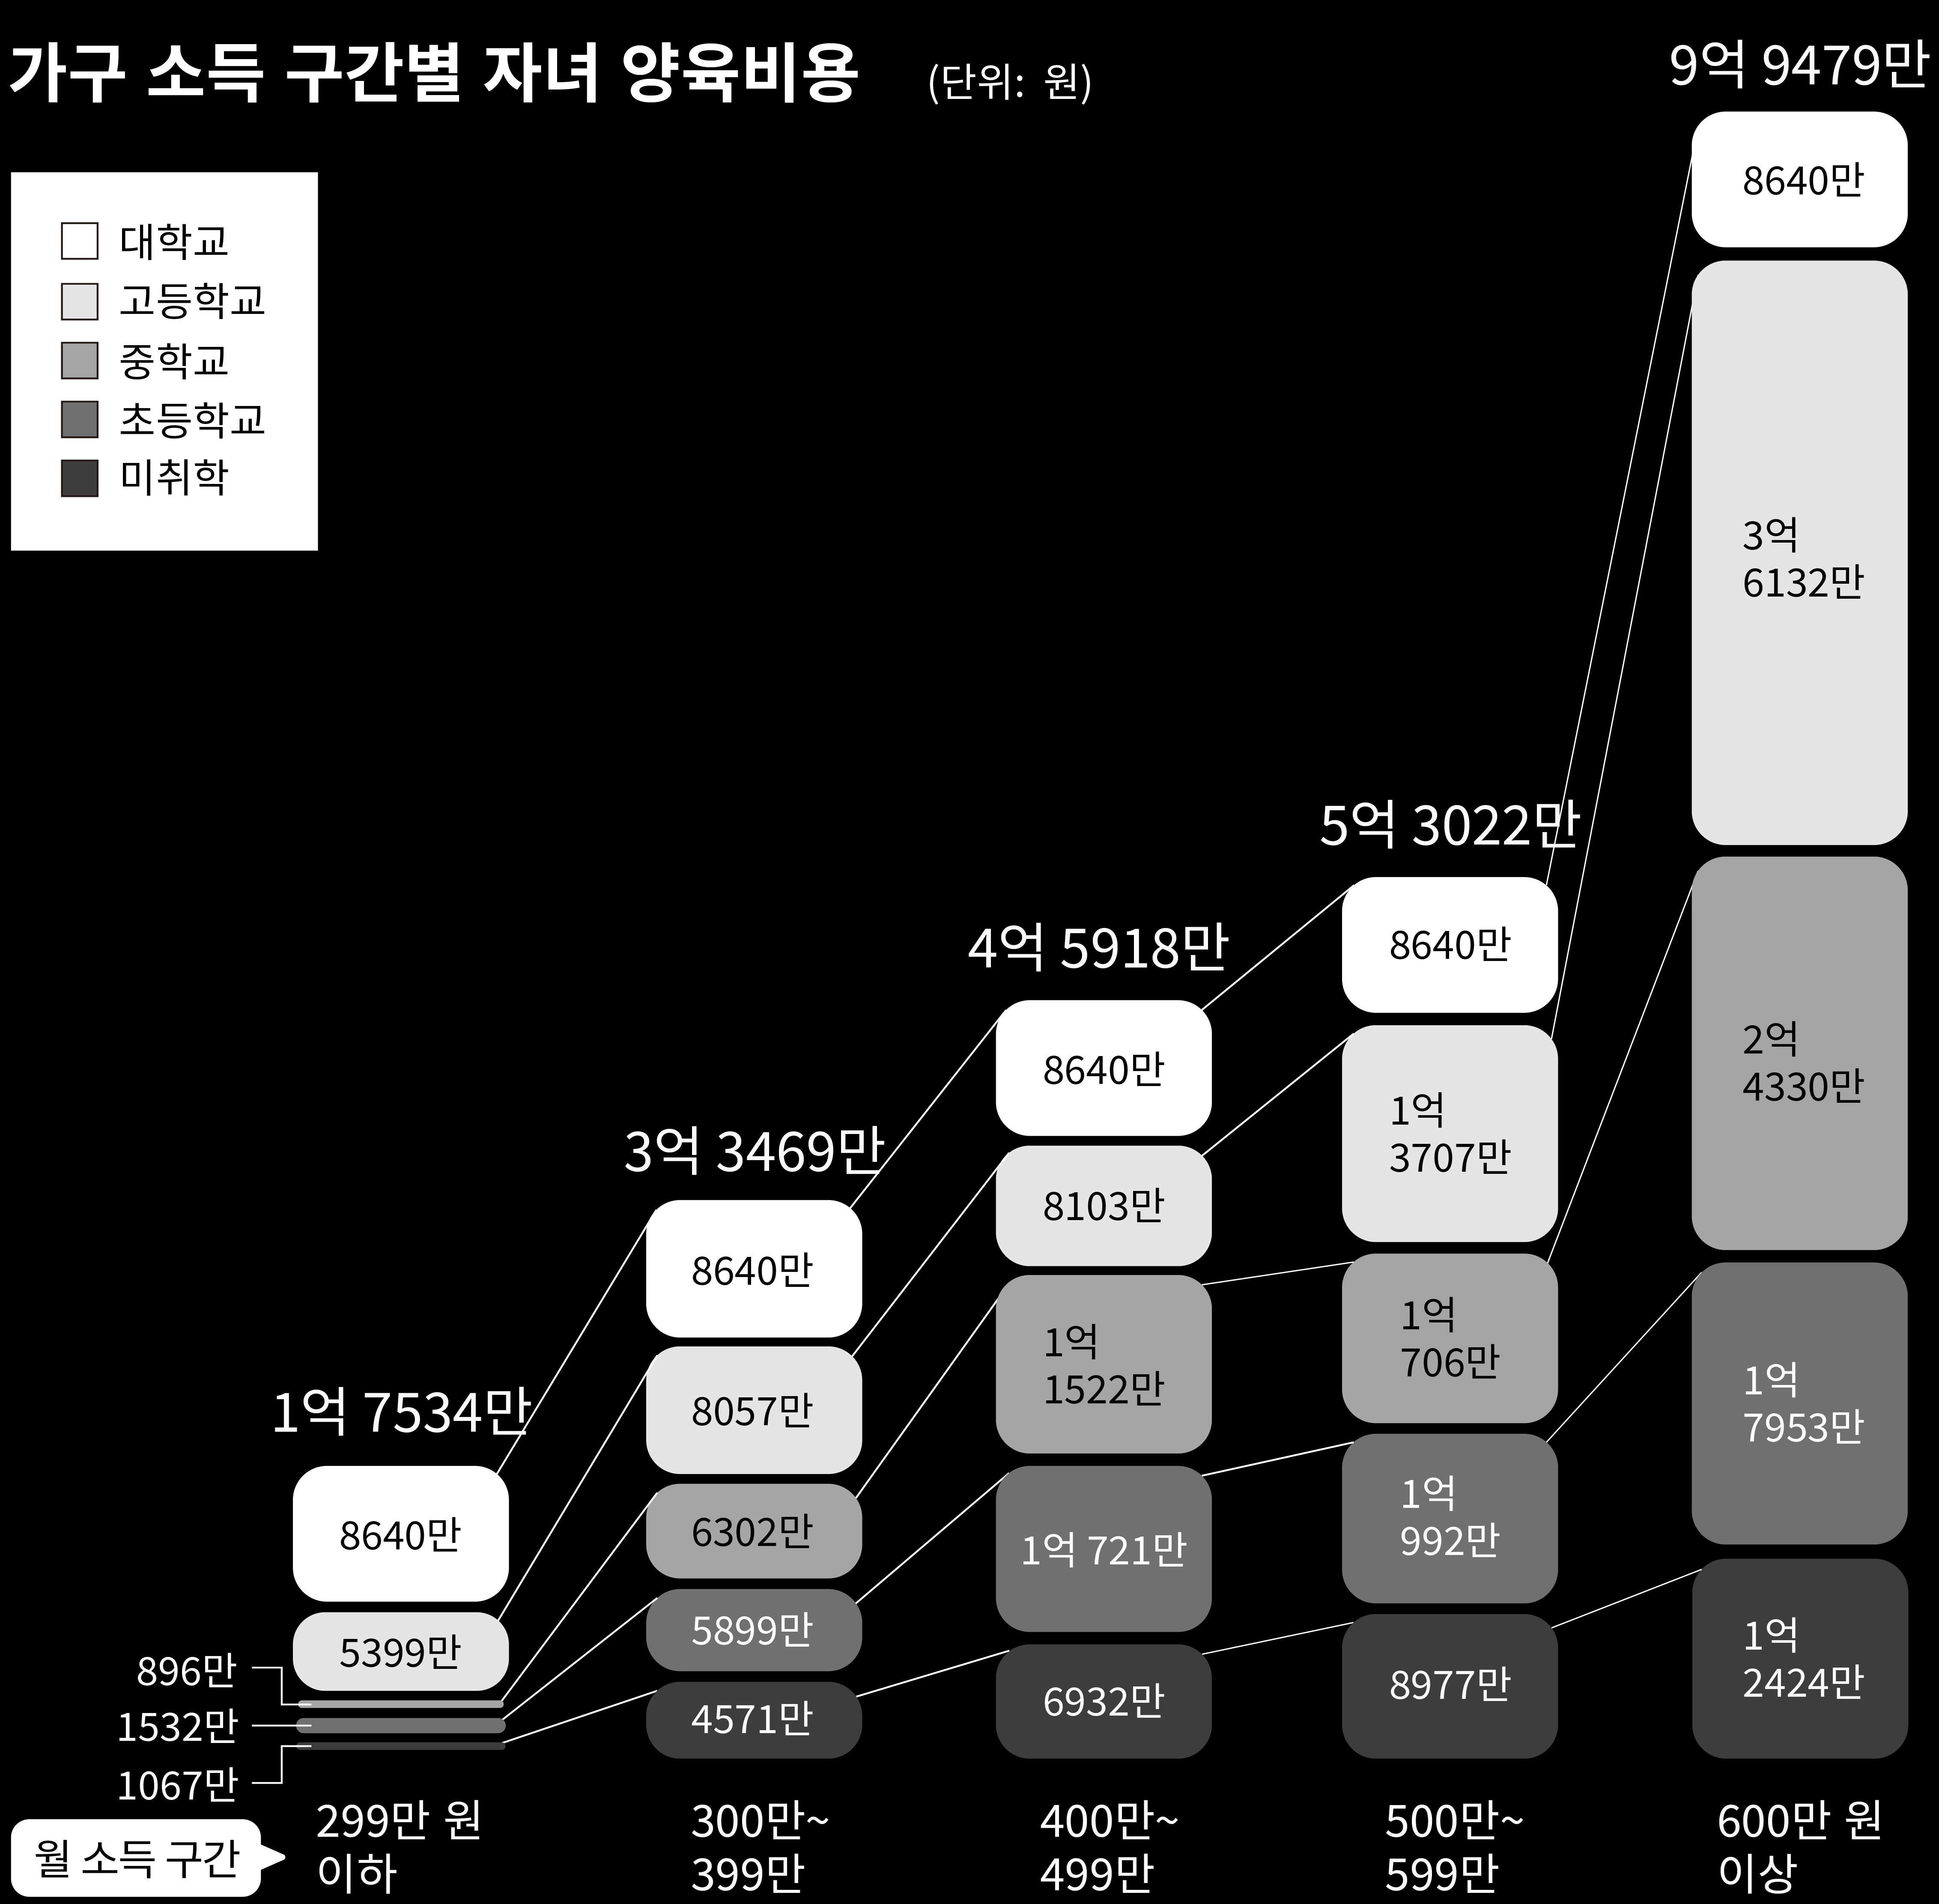 가구 소득 구간별 자녀 양육비용 (단위: 원)
대학교
고등학교
중학교
초등학교
미취학
1억 7534만
8640만
5399만
896만
1532만
1067만
3억 3469만
8640만
8057만
6302만
5899만
4571만
4억 5918만
8640만
8103만
1억
1522만
1억 721만
6932만
5억 3022만
8640만
1억
3707만
1억
706만
1억
992만
8977만
9억 9479만
8640만
3억
6132만
2억
4330만
1억
7953만
1억
2424만
월 소득 구간
299만 원
이하
300만~
399만
400만~
499만
500만~
599만
600만 원
이상